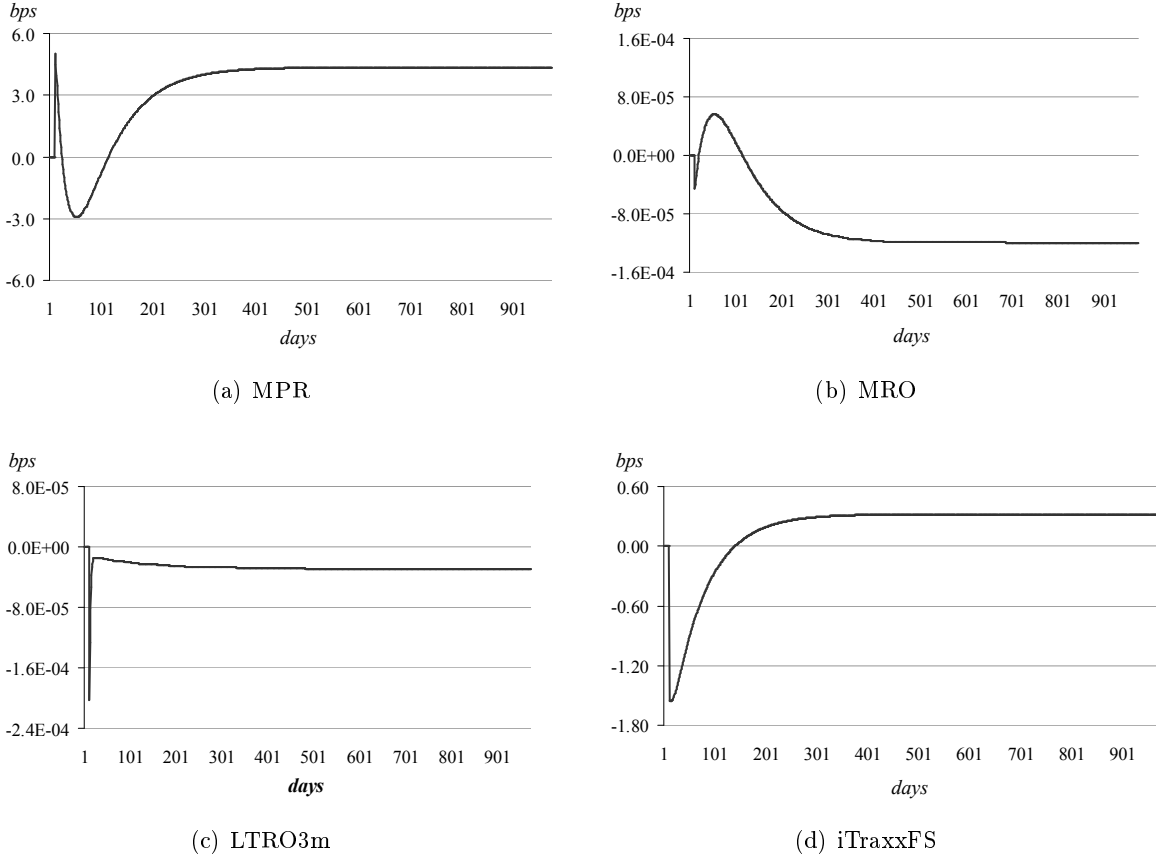 bps
6.0
3.0
0.0
-3.0
-6.0
1 101 201 301 401 501 601 701 801 901
days
(a) MPR
bps
1.6E-04
8.0E-05
0.0E+00
-8.0E-05
-1.6E-04
1 101 201 301 401 501 601 701 801 901
days
(b) MRO
bps
8.0E-05
0.0E+00
-8.0E-05
-1.6E-04
-2.4E-04
1 101 201 301 401 501 601 701 801 901
days
(c) LTRO3m
bps
0.60
0.00
-0.60
-1.20
-1.80
1 101 201 301 401 501 601 701 801 901
days
(d) iTraxxFS